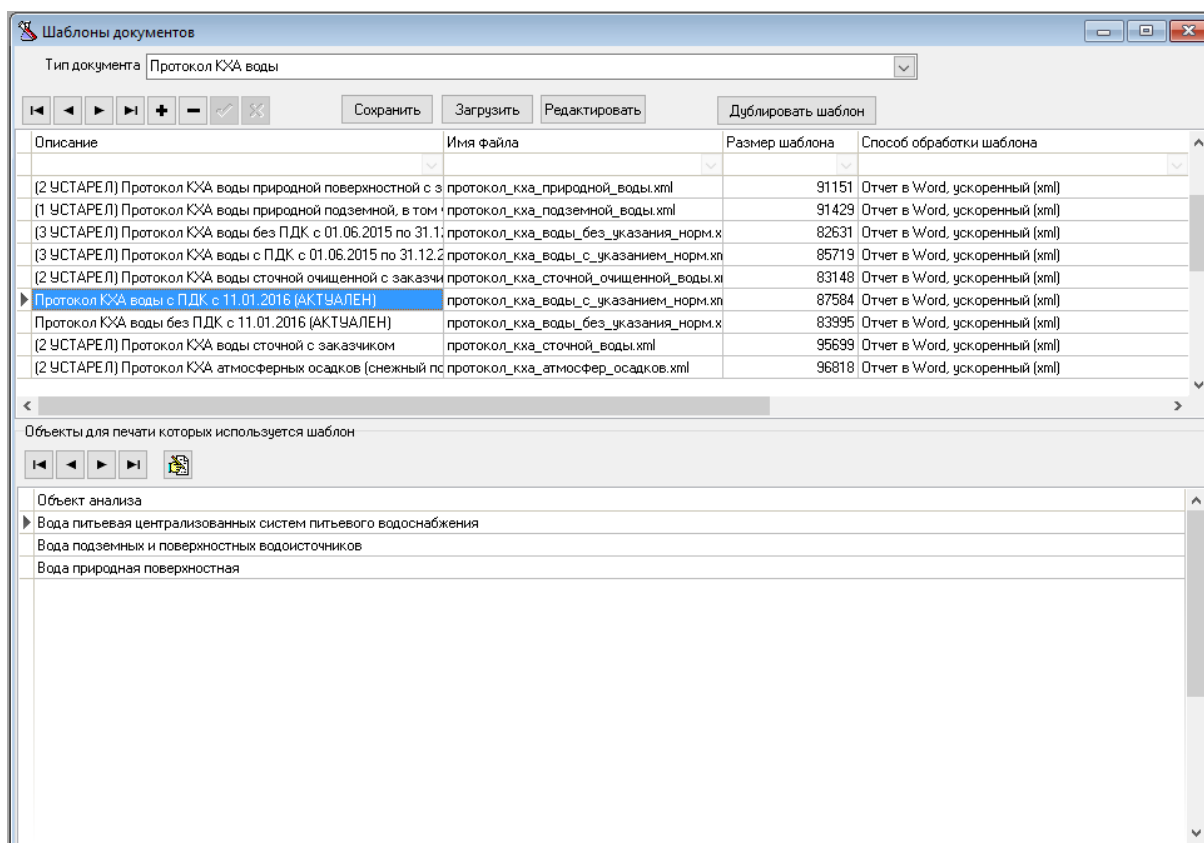 Шаблоны документов
Тип документа Протокол КХА воды
Сохранить Загрузить Редактировать Дублировать шаблон
Описание Имя файла Размер шаблона Способ обработки шаблона
(2 УСТАРЕЛ) Протокол КХА воды природной поверхностной с з протокол_кха_природной_воды.xml 91151 Отчет в Word, ускоренный (xml)
(1 УСТАРЕЛ) Протокол КХА воды природной подземной, в том ч протокол_кха_подземной_воды.xml 91429 Отчет в Word, ускоренный (xml)
(3 УСТАРЕЛ) Протокол КХА воды без ПДК с 01.06.2015 по 31.1 протокол_кха_воды_без_указания_норм.x 82631 Отчет в Word, ускоренный (xml)
(3 УСТАРЕЛ) Протокол КХА воды с ПДК с 01.06.2015 по 31.12.2 протокол_кха_воды_с_указанием_норм.xm 85719 Отчет в Word, ускоренный (xml)
(2 УСТАРЕЛ) Протокол КХА воды сточной очищенной с заказчи протокол_кха_сточной_очищенной_воды.x 83148 Отчет в Word, ускоренный (xml)
Протокол КХА воды с ПДК с 11.01.2016 (АКТУАЛЕН) протокол_кха_воды_с_указанием_норм.xm 87584 Отчет в Word, ускоренный (xml)
Протокол КХА воды без ПДК с 11.01.2016 (АКТУАЛЕН) протокол_кха_воды_без_указания_норм.x 83995 Отчет в Word, ускоренный (xml)
(2 УСТАРЕЛ) Протокол КХА воды сточной с заказчиком протокол_кха_сточной_воды.xml 95699 Отчет в Word, ускоренный (xml)
(2 УСТАРЕЛ) Протокол КХА атмосферных осадков (снежный по протокол_кха_атмосфер_осадков.xml 96818 Отчет в Word, ускоренный (xml)
Объекты для печати которых используется шаблон
Объект анализа
Вода питьевая централизованных систем питьевого водоснабжения
Вода подземных и поверхностных водоисточников
Вода природная поверхностная